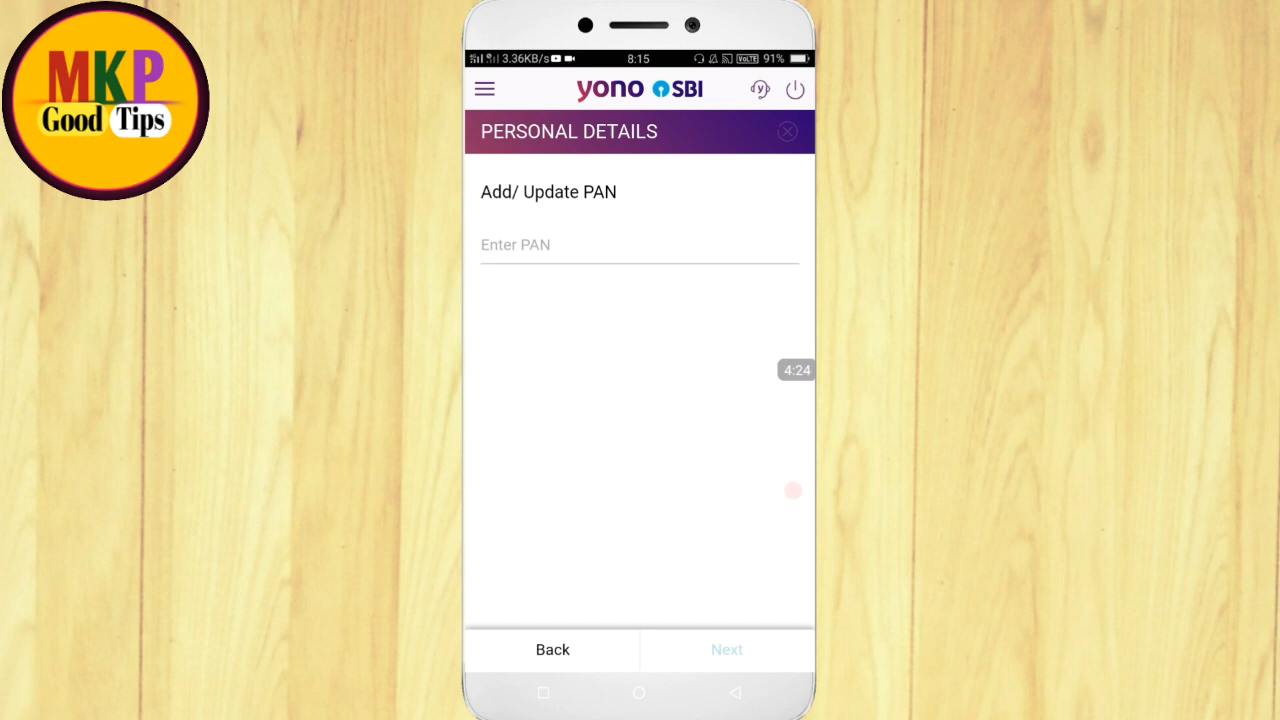 MKP
Good Tips
3.36KB/s 8:15 VoLTE 91%
yono SBI
y
PERSONAL DETAILS
Add/ Update PAN
Enter PAN
4:24
Back Next